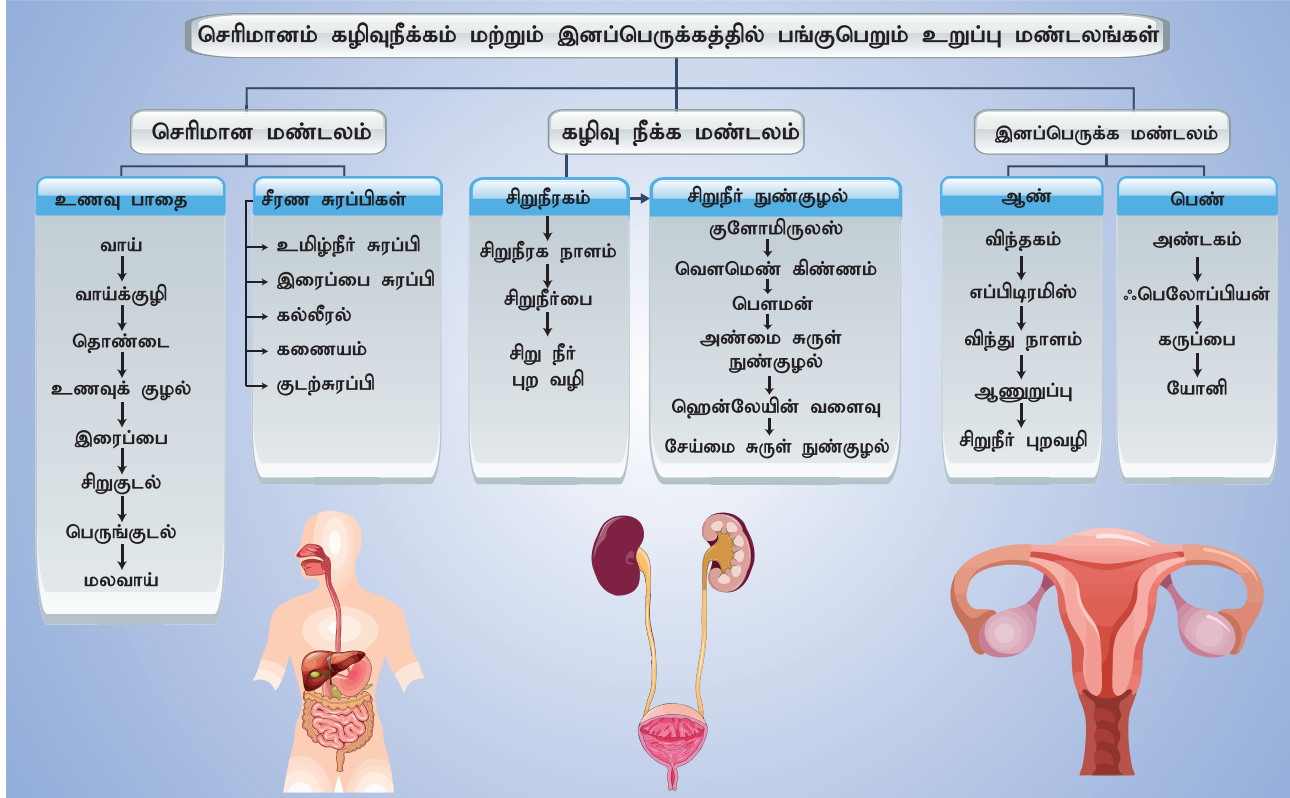 செரிமானம் கழிவுநீக்கம் மற்றும் இனப்பெருக்கத்தில் பங்குபெறும் உறுப்பு மண்டலங்கள்
செரிமான மண்டலம்
உணவு பாதை
வாய்
வாய்க்குழி
தொண்டை
உணவுக் குழல்
இரைப்பை
சிறுகுடல்
பெருங்குடல்
மலவாய்
சீரண சுரப்பிகள்
உமிழ்நீர் சுரப்பி
இரைப்பை சுரப்பி
கல்லீரல்
கணையம்
குடற்சுரப்பி
கழிவு நீக்க மண்டலம்
சிறுநீரகம்
சிறுநீரக நாளம்
சிறுநீர்பை
சிறு நீர்
புற வழி
சிறுநீர் நுண்குழல்
குளோமிருலஸ்
வௌமெண் கிண்ணம்
பௌமன்
அண்மை சுருள்
நுண்குழல்
ஹென்லேயின் வளைவு
சேய்மை சுருள் நுண்குழல்
இனப்பெருக்க மண்டலம்
ஆண்
விந்தகம்
எப்பிடிரமிஸ்
விந்து நாளம்
ஆணுறுப்பு
சிறுநீர் புறவழி
பெண்
அண்டகம்
ஃபெலோப்பியன்
கருப்பை
யோனி